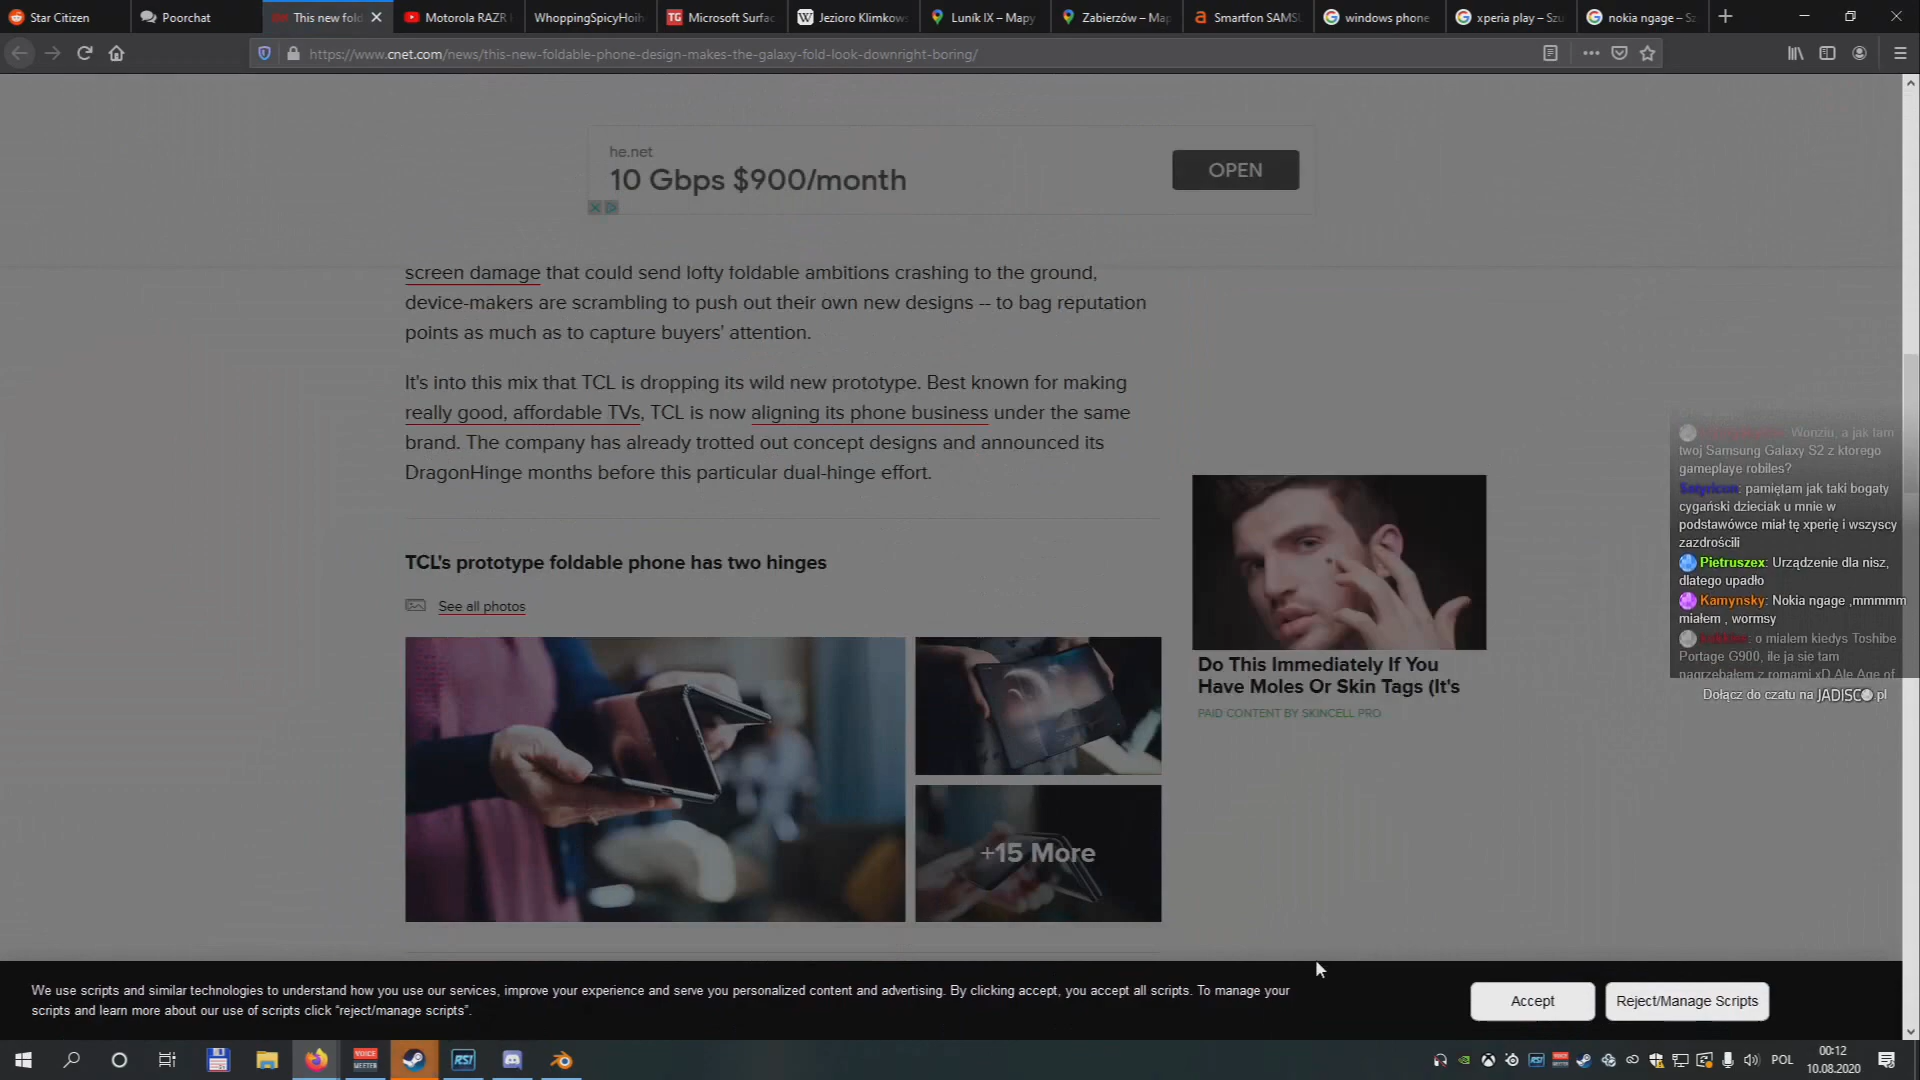 Star Citizen
Poorchat
This new fold
Motorola RAZR
WhoppingSpicyHoih
Microsoft Surfac
Jezioro Klimkows
Luník IX – Mapy
Zabierzów – Map
Smartfon SAMSU
windows phone
xperia play – Szu
nokia ngage – Sz
https://www.cnet.com/news/this-new-foldable-phone-design-makes-the-galaxy-fold-look-downright-boring/
he.net
10 Gbps $900/month
OPEN
screen damage that could send lofty foldable ambitions crashing to the ground,
device-makers are scrambling to push out their own new designs -- to bag reputation
points as much as to capture buyers' attention.
It's into this mix that TCL is dropping its wild new prototype. Best known for making
really good, affordable TVs, TCL is now aligning its phone business under the same
brand. The company has already trotted out concept designs and announced its
DragonHinge months before this particular dual-hinge effort.
TCL's prototype foldable phone has two hinges
See all photos
+15 More
Do This Immediately If You
Have Moles Or Skin Tags (It's
PAID CONTENT BY SKINCELL PRO
Wonziu, a jak tam
twoj Samsung Galaxy S2 z ktorego
gameplaye robiles?
Satyricon: pamiętam jak taki bogaty
cygański dzieciak u mnie w
podstawówce miał tę xperię i wszyscy
zazdrościli
Pietruszex: Urządzenie dla nisz,
dlatego upadło
Kamynsky: Nokia ngage ,mmmmm
miałem , wormsy
o mialem kiedys Toshibe
Portage G900, ile ja sie tam
nagrzebalem z romami xD Ale Age of
Dołącz do czatu na JADISCO.pl
We use scripts and similar technologies to understand how you use our services, improve your experience and serve you personalized content and advertising. By clicking accept, you accept all scripts. To manage your
scripts and learn more about our use of scripts click "reject/manage scripts".
Accept
Reject/Manage Scripts
VOICE
MEETER
RSI
POL
00:12
10.08.2020